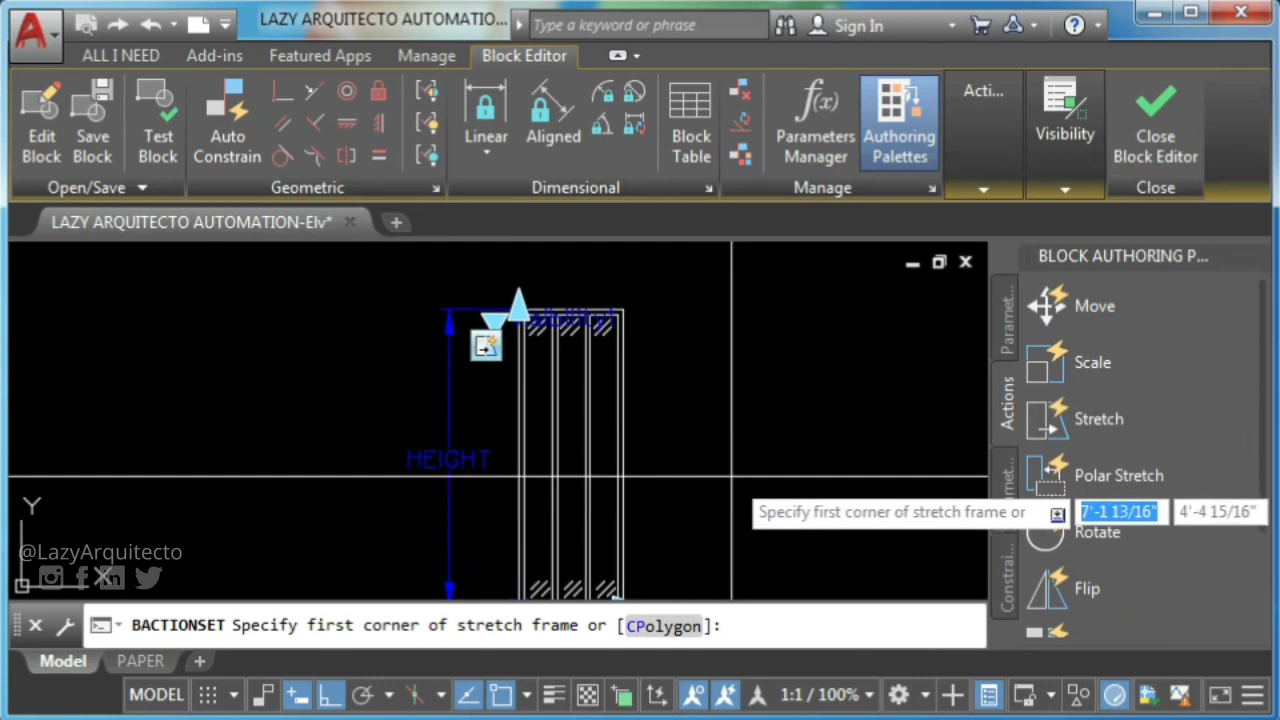 LAZY ARQUITECTO AUTOMATIO...
Type a keyword or phrase
Sign In
ALL I NEED
Add-ins
Featured Apps
Manage
Block Editor
Edit Block
Save Block
Test Block
Auto Constrain
Linear
Aligned
Block Table
Parameters Manager
Authoring Palettes
Acti...
Visibility
Close Block Editor
Open/Save
Geometric
Dimensional
Manage
Close
LAZY ARQUITECTO AUTOMATION-Elv*
BLOCK AUTHORING P...
Paramet...
Actions
Constrai...
Move
Scale
Stretch
Polar Stretch
Rotate
Flip
HEIGHT
Specify first corner of stretch frame or
7'-1 13/16"
4'-4 15/16"
Y
X
@LazyArquitecto
BACTIONSET Specify first corner of stretch frame or [CPolygon]:
Model
PAPER
MODEL
1:1 / 100%